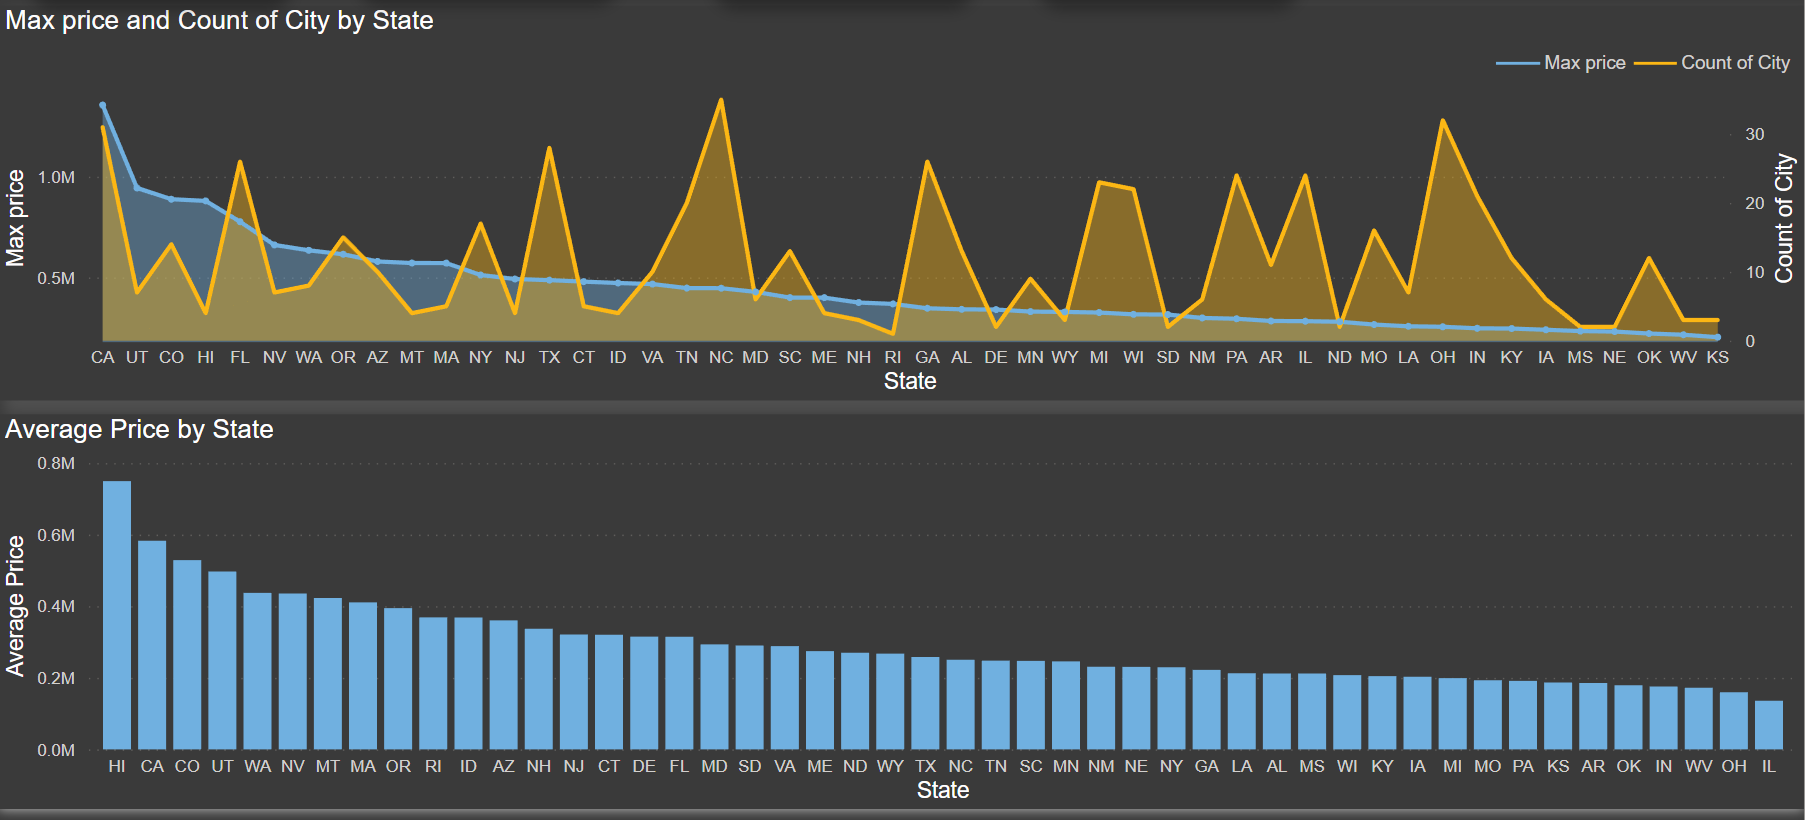 Max price and Count of City by State
Max price Count of City
Max price
1.0M
0.5M
30
20
10
0
Count of City
CA UT CO HI FL NV WA OR AZ MT MA NY NJ TX CT ID VA TN NC MD SC ME NH RI GA AL DE MN WY MI WI SD NM PA AR IL ND MO LA OH IN KY IA MS NE OK WV KS
State
Average Price by State
Average Price
0.8M
0.6M
0.4M
0.2M
0.0M
HI CA CO UT WA NV MT MA OR RI ID AZ NH NJ CT DE FL MD SD VA ME ND WY TX NC TN SC MN NM NE NY GA LA AL MS WI KY IA MI MO PA KS AR OK IN WV OH IL
State